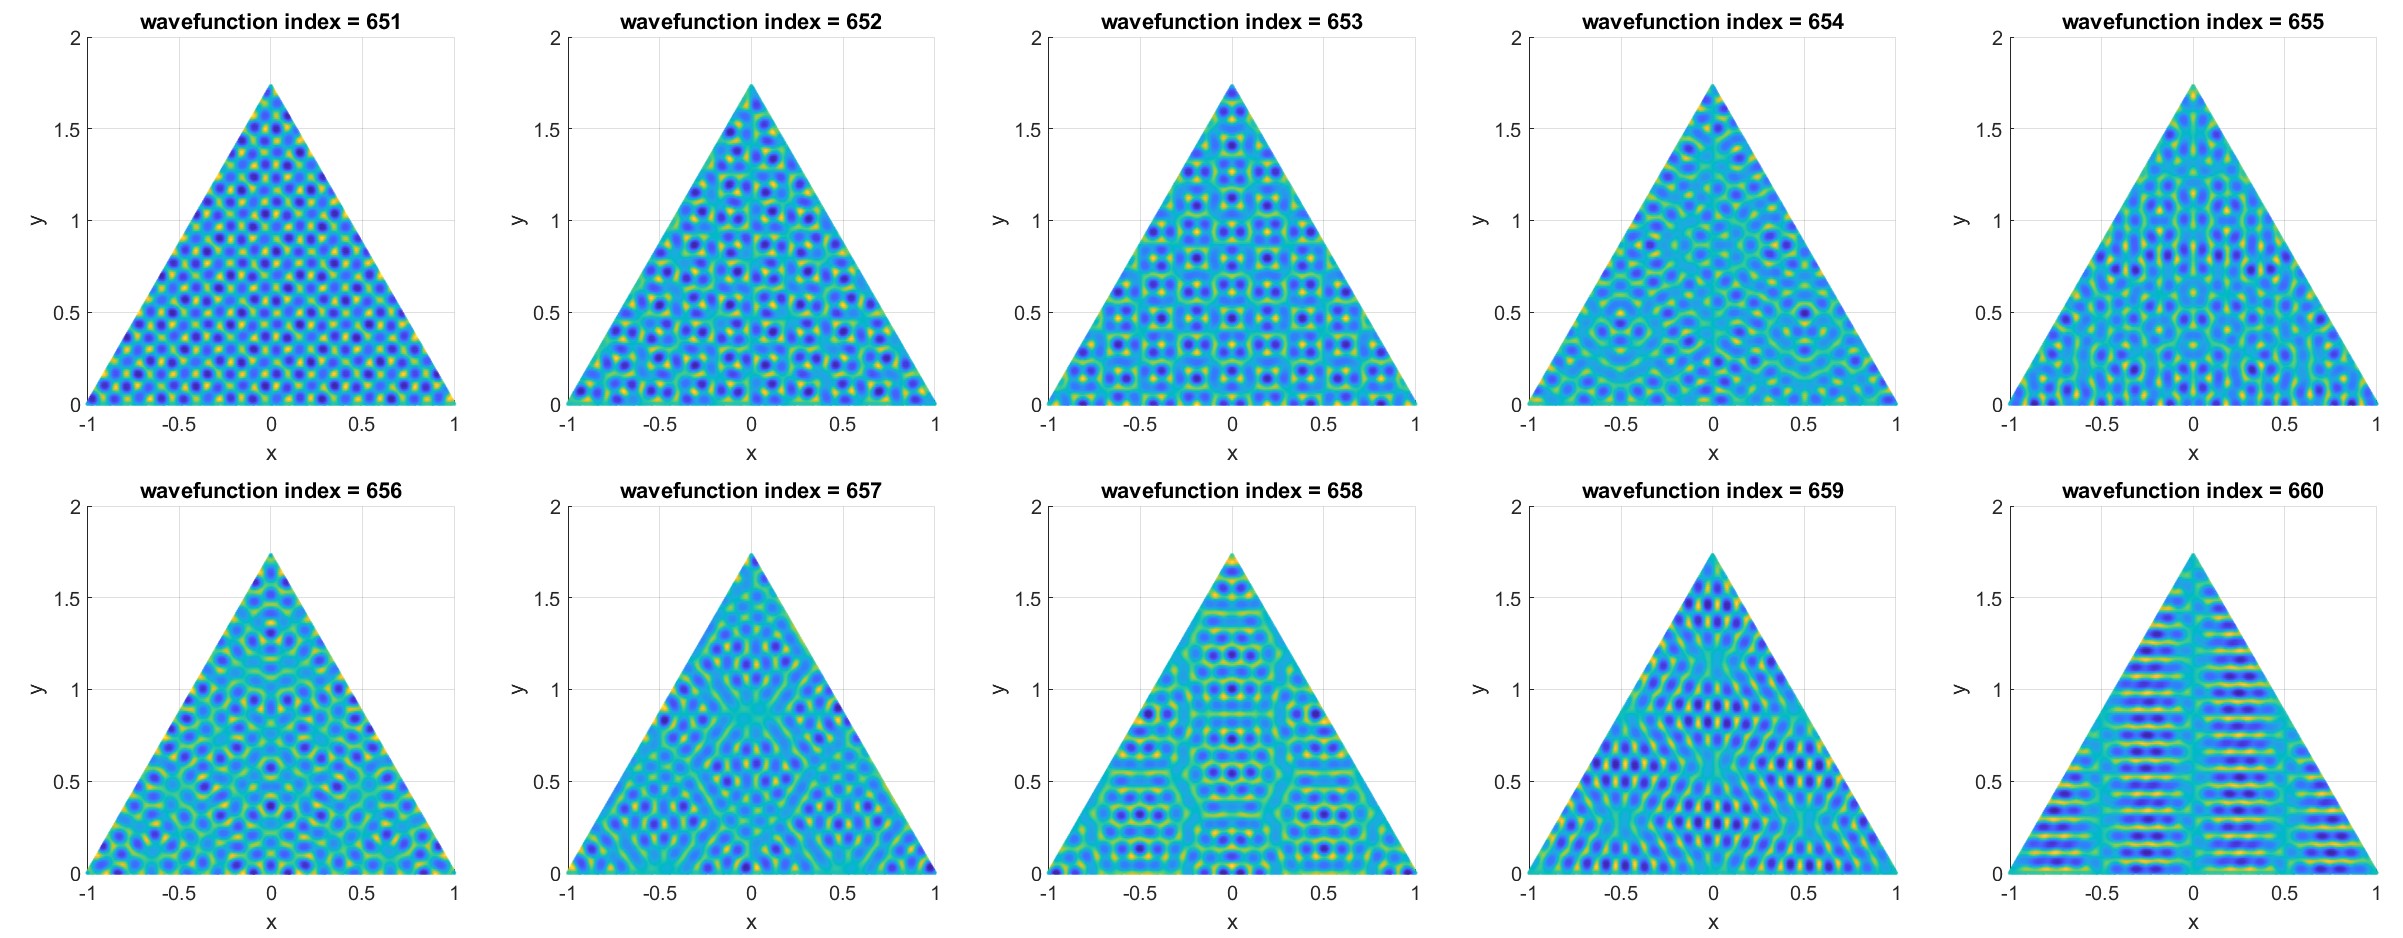 wavefunction index = 651
2
1.5
1
0.5
0
y
-1 -0.5 0 0.5 1
x
wavefunction index = 652
2
1.5
1
0.5
0
y
-1 -0.5 0 0.5 1
x
wavefunction index = 653
2
1.5
1
0.5
0
y
-1 -0.5 0 0.5 1
x
wavefunction index = 654
2
1.5
1
0.5
0
y
-1 -0.5 0 0.5 1
x
wavefunction index = 655
2
1.5
1
0.5
0
y
-1 -0.5 0 0.5 1
x
wavefunction index = 656
2
1.5
1
0.5
0
y
-1 -0.5 0 0.5 1
x
wavefunction index = 657
2
1.5
1
0.5
0
y
-1 -0.5 0 0.5 1
x
wavefunction index = 658
2
1.5
1
0.5
0
y
-1 -0.5 0 0.5 1
x
wavefunction index = 659
2
1.5
1
0.5
0
y
-1 -0.5 0 0.5 1
x
wavefunction index = 660
2
1.5
1
0.5
0
y
-1 -0.5 0 0.5 1
x